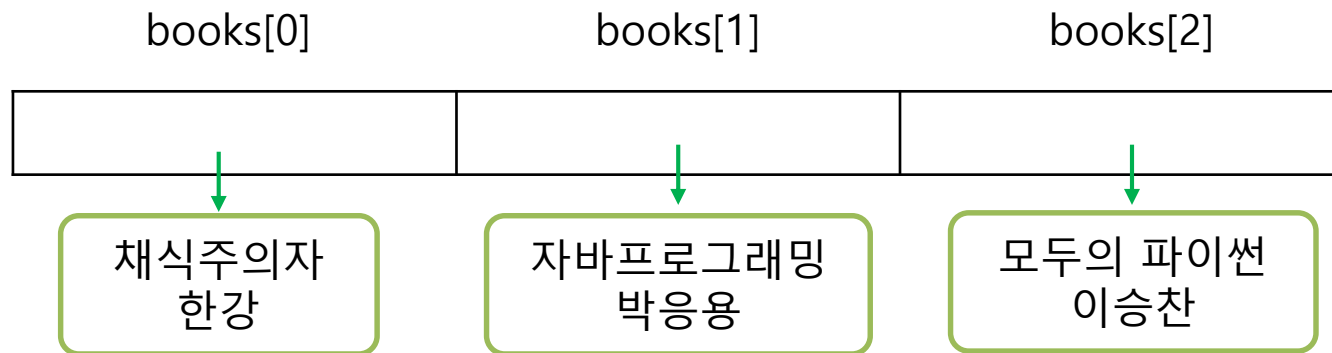 books[0]
books[1]
books[2]
채식주의자
한강
자바프로그래밍
박응용
모두의 파이썬
이승찬